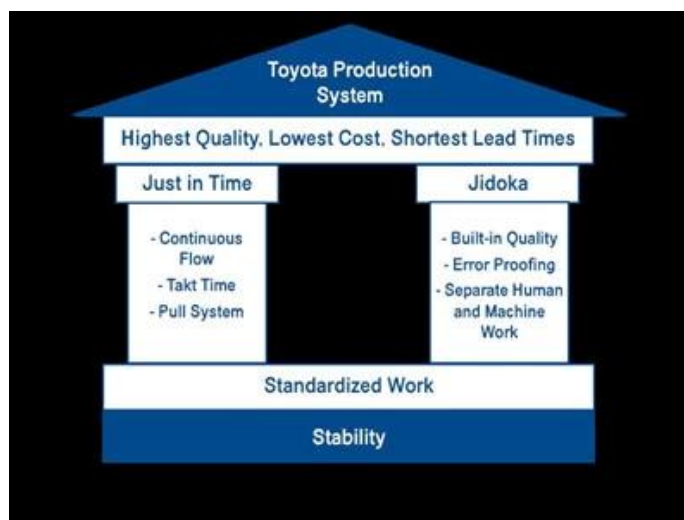 Toyota Production
System
Highest Quality, Lowest Cost, Shortest Lead Times
Just in Time
- Continuous
Flow
- Takt Time
- Pull System
Jidoka
- Built-in Quality
- Error Proofing
- Separate Human
and Machine
Work
Standardized Work
Stability